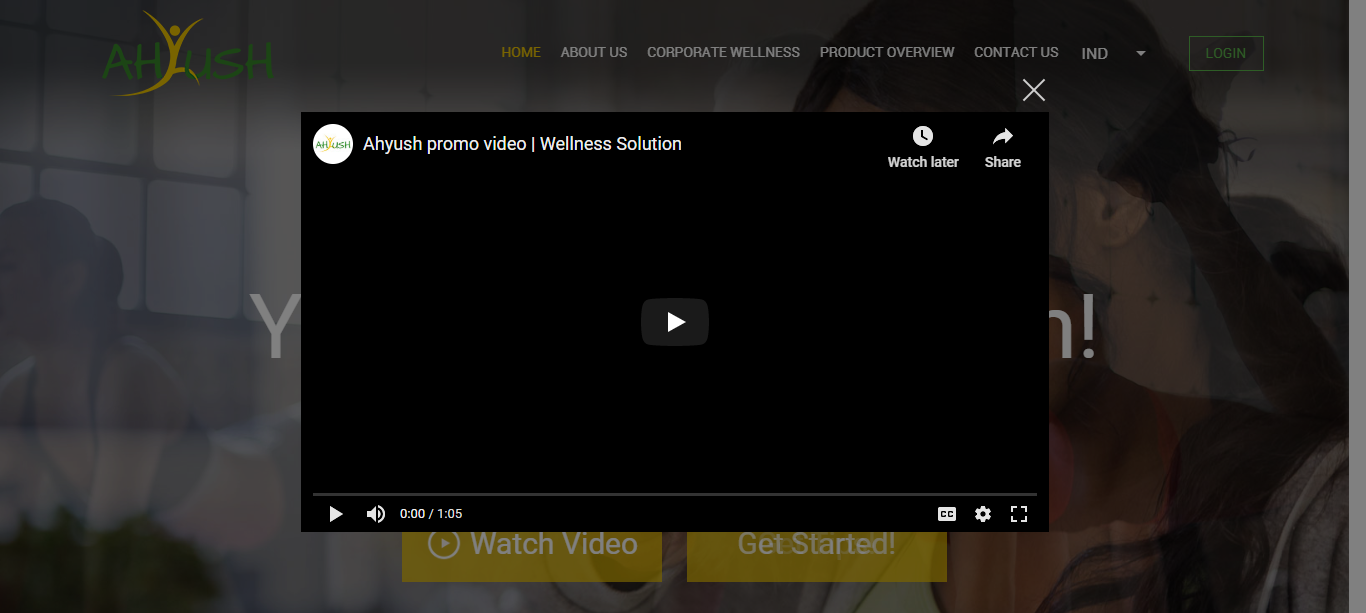 AHYUSH
HOME ABOUT US CORPORATE WELLNESS PRODUCT OVERVIEW CONTACT US IND LOGIN
AHYUSH Ahyush promo video | Wellness Solution
Watch later Share
Y n!
0:00 / 1:05 CC
Watch Video Get Started!